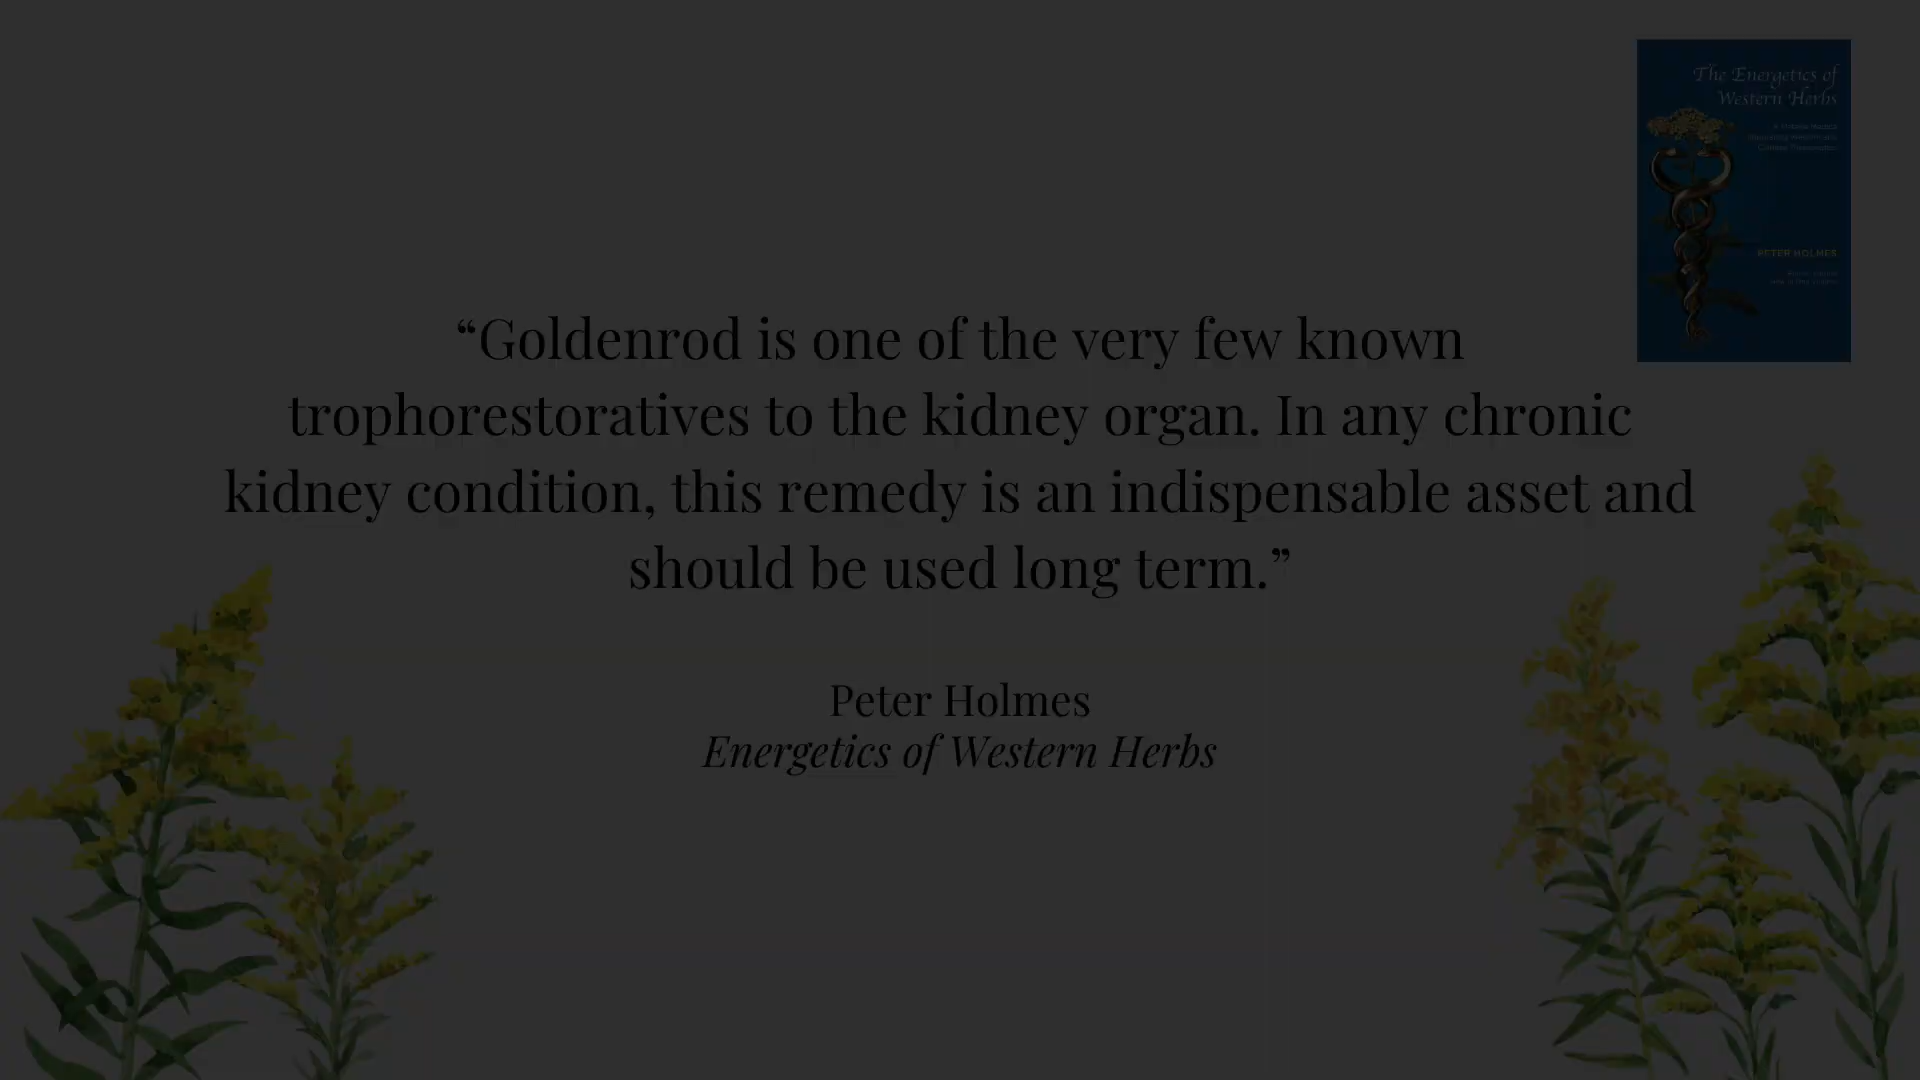 The Energetics of
Western Herbs
PETER HOLMES
“Goldenrod is one of the very few known
trophorestoratives to the kidney organ. In any chronic
kidney condition, this remedy is an indispensable asset and
should be used long term.”
Peter Holmes
Energetics of Western Herbs